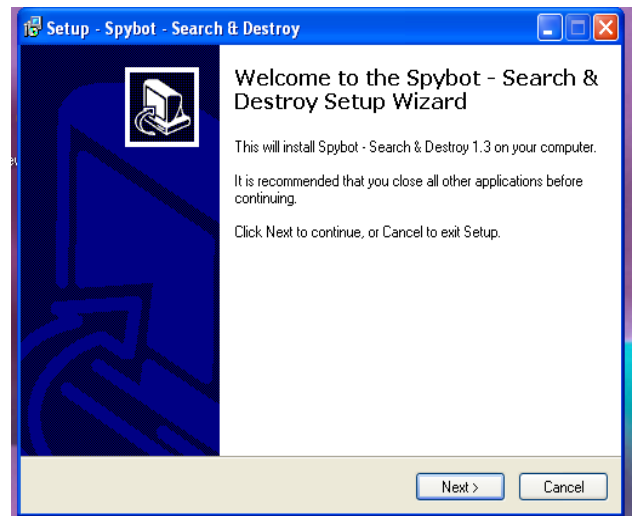 Setup - Spybot - Search & Destroy
Welcome to the Spybot - Search &
Destroy Setup Wizard
This will install Spybot - Search & Destroy 1.3 on your computer.
It is recommended that you close all other applications before
continuing.
Click Next to continue, or Cancel to exit Setup.
Next >
Cancel